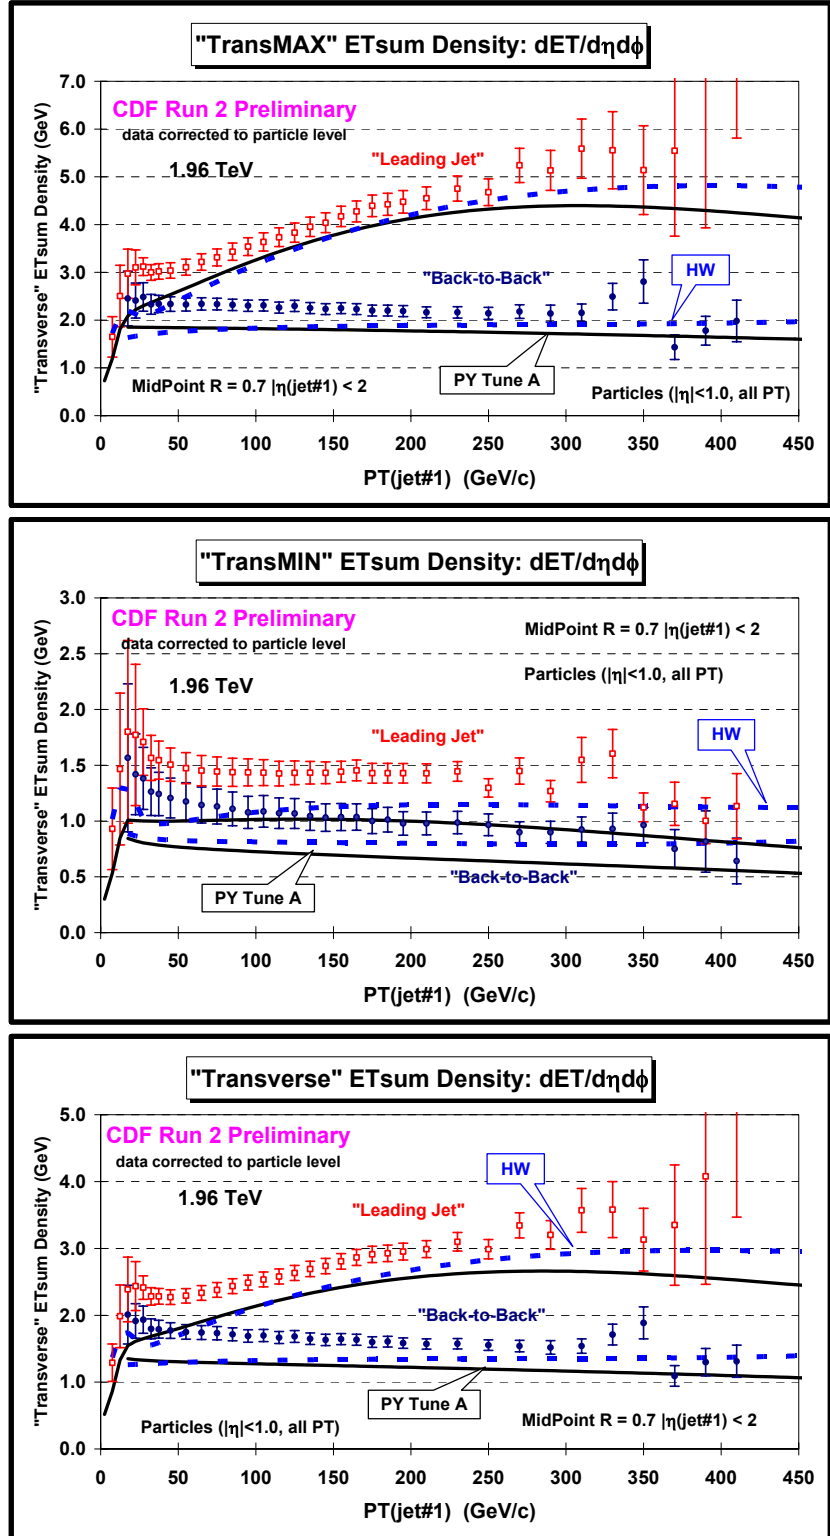 "TransMAX" ETsum Density: dET/dηdϕ
"Transverse" ETsum Density (GeV)
7.0
6.0
5.0
4.0
3.0
2.0
1.0
0.0
CDF Run 2 Preliminary
data corrected to particle level
1.96 TeV
"Leading Jet"
"Back-to-Back"
HW
PY Tune A
MidPoint R = 0.7 |η(jet#1) < 2
Particles (|η|<1.0, all PT)
0 50 100 150 200 250 300 350 400 450
PT(jet#1) (GeV/c)
"TransMIN" ETsum Density: dET/dηdϕ
"Transverse" ETsum Density (GeV)
3.0
2.5
2.0
1.5
1.0
0.5
0.0
CDF Run 2 Preliminary
data corrected to particle level
1.96 TeV
MidPoint R = 0.7 |η(jet#1) < 2
Particles (|η|<1.0, all PT)
"Leading Jet"
HW
PY Tune A
"Back-to-Back"
0 50 100 150 200 250 300 350 400 450
PT(jet#1) (GeV/c)
"Transverse" ETsum Density: dET/dηdϕ
"Transverse" ETsum Density (GeV)
5.0
4.0
3.0
2.0
1.0
0.0
CDF Run 2 Preliminary
data corrected to particle level
1.96 TeV
HW
"Leading Jet"
"Back-to-Back"
PY Tune A
Particles (|η|<1.0, all PT)
MidPoint R = 0.7 |η(jet#1) < 2
0 50 100 150 200 250 300 350 400 450
PT(jet#1) (GeV/c)